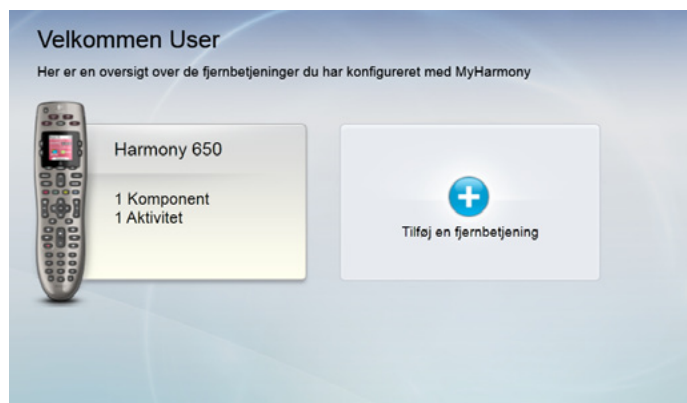 Velkommen User
Her er en oversigt over de fjernbetjeninger du har konfigureret med MyHarmony
Harmony 650
1 Komponent
1 Aktivitet
Tilføj en fjernbetjening